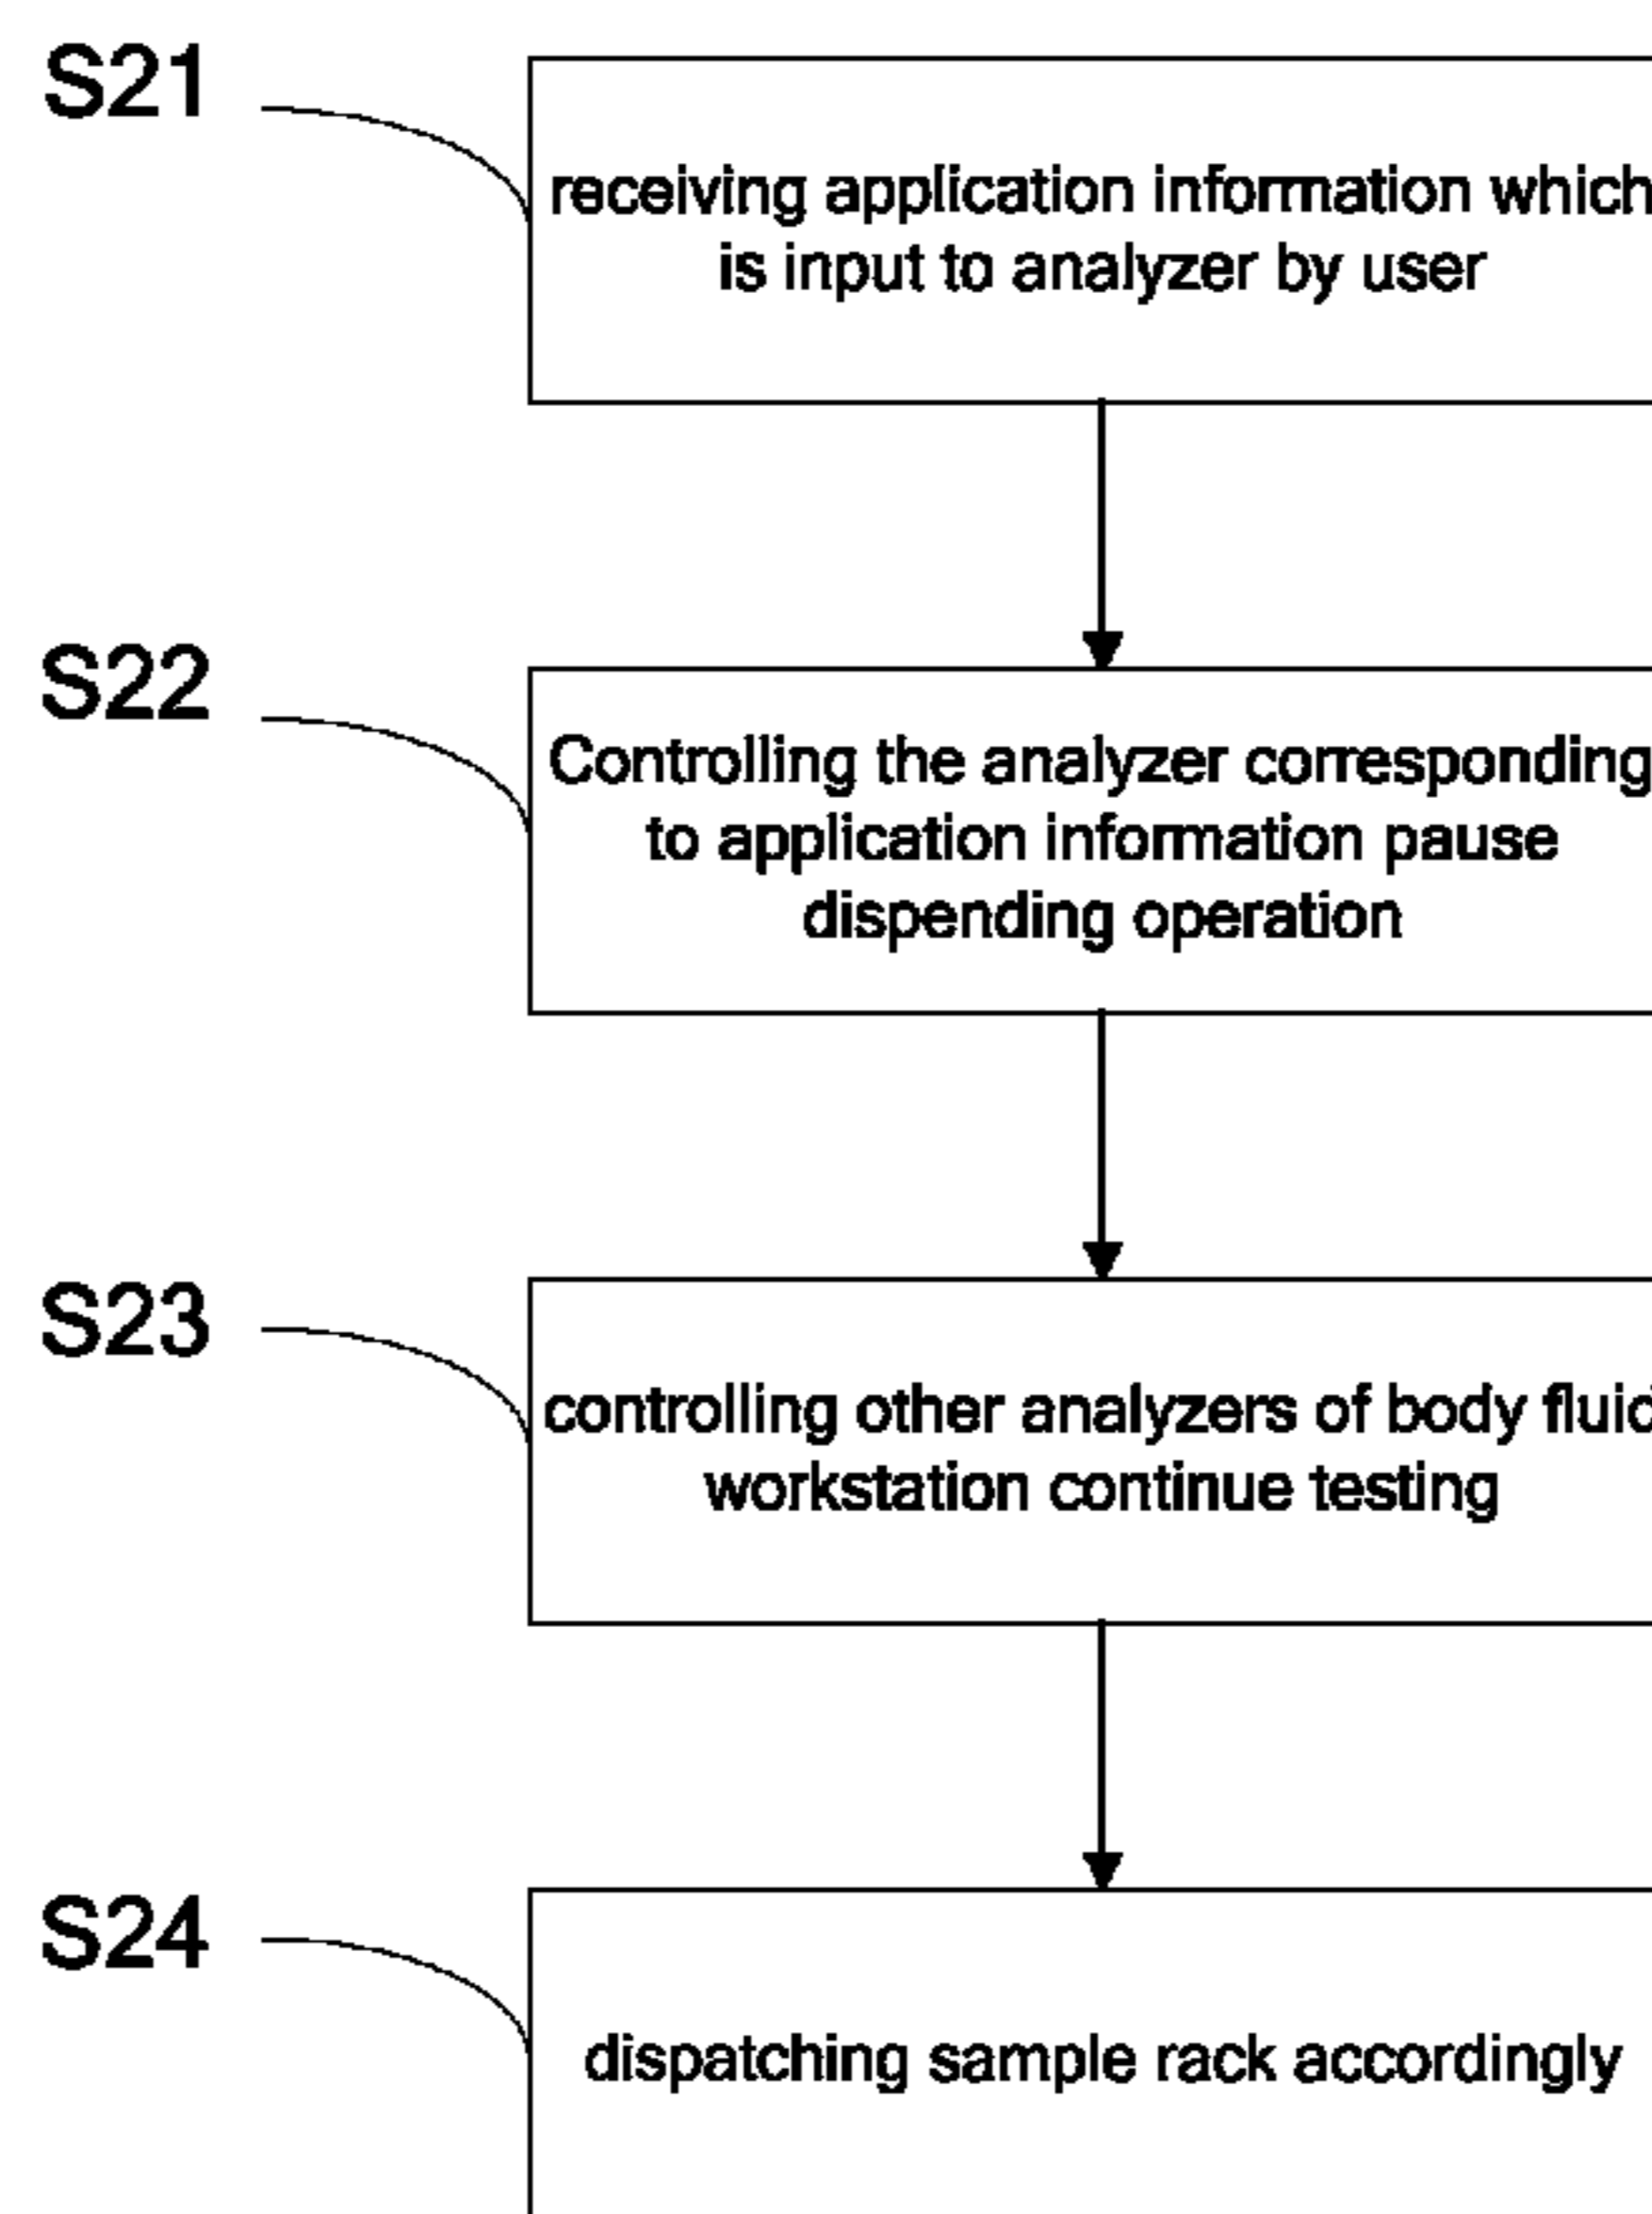 S21
receiving application information which
is input to analyzer by user
S22
Controlling the analyzer corresponding
to application information pause
dispending operation
S23
controlling other analyzers of body fluid
workstation continue testing
S24
dispatching sample rack accordingly